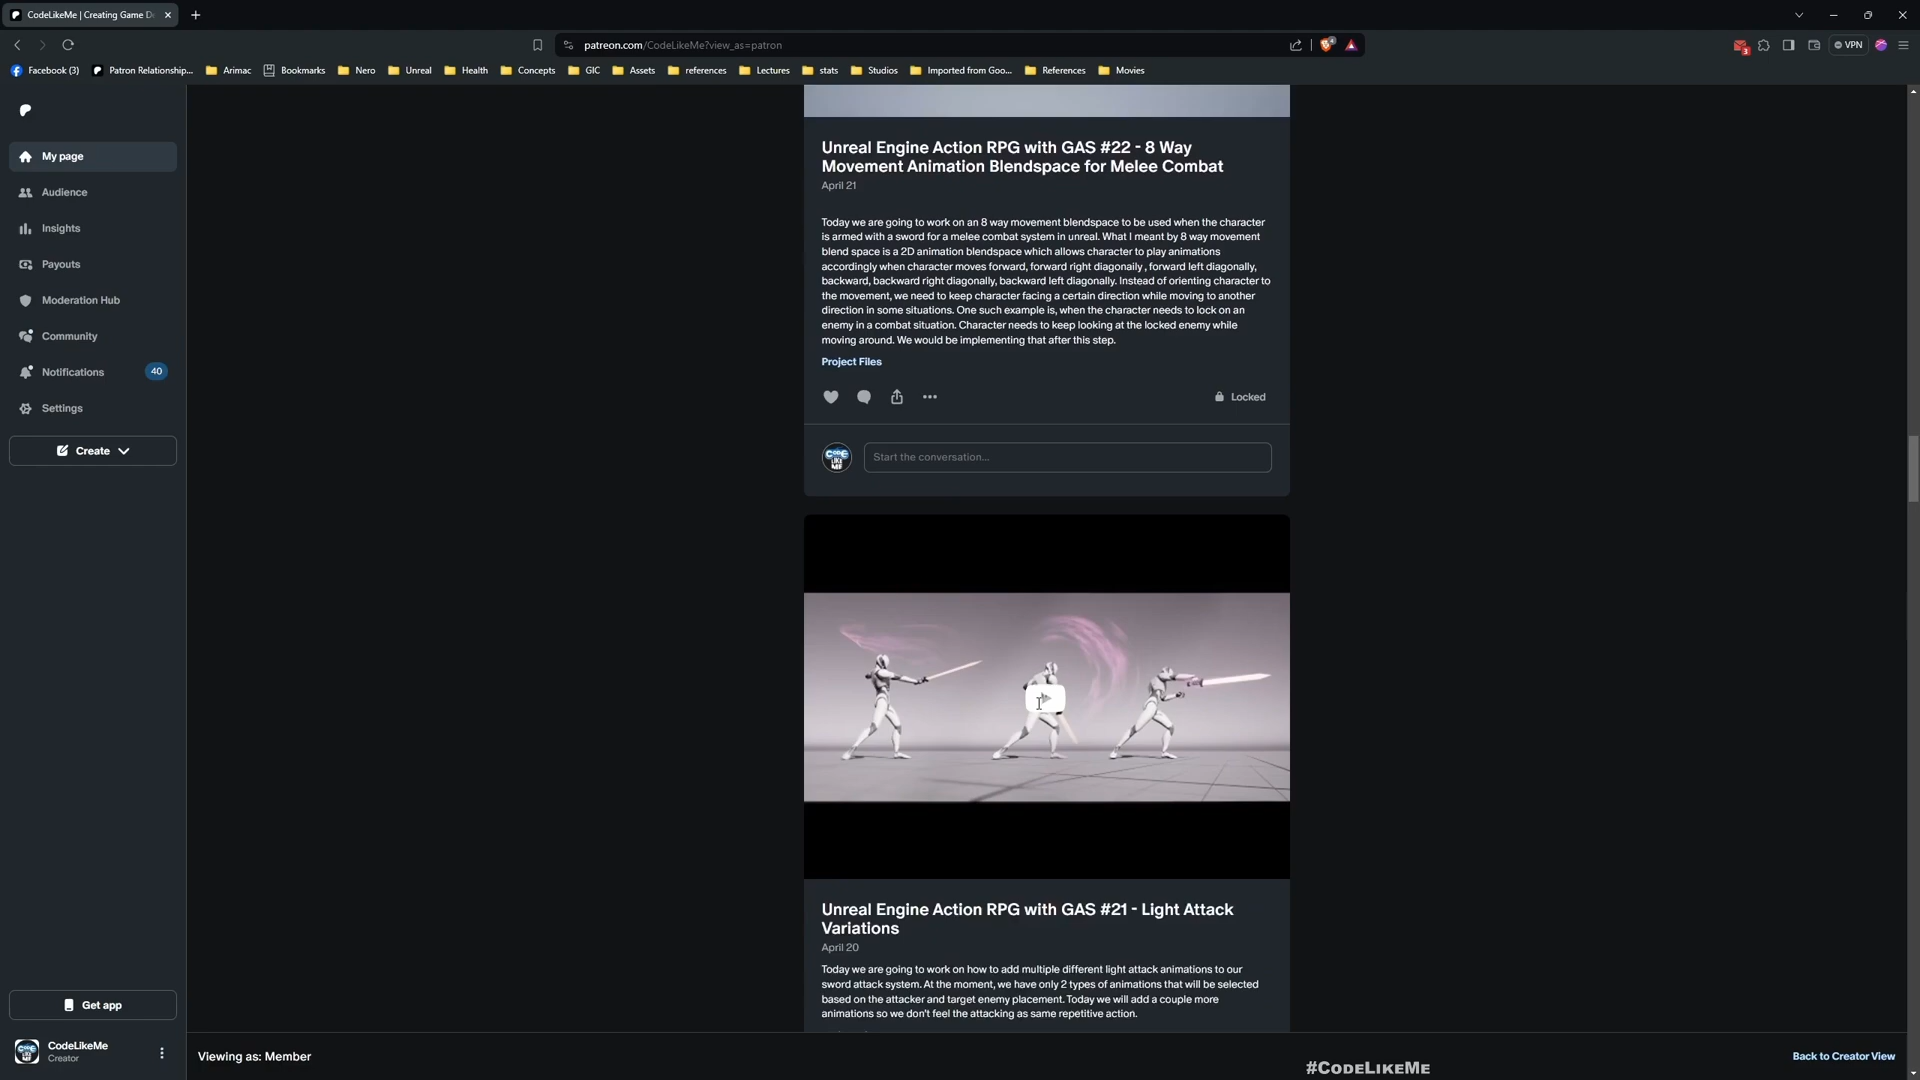 CodeLikeMe | Creating Game D
patreon.com/CodeLikeMe?view_as=patron
VPN
Facebook (3)
Patron Relationship...
Arimac
Bookmarks
Nero
Unreal
Health
Concepts
GIC
Assets
references
Lectures
stats
Studios
Imported from Goo...
References
Movies
My page
Audience
Insights
Payouts
Moderation Hub
Community
Notifications
40
Settings
Create
Get app
CodeLikeMe
Creator
Unreal Engine Action RPG with GAS #22 - 8 Way
Movement Animation Blendspace for Melee Combat
April 21
Today we are going to work on an 8 way movement blendspace to be used when the character
is armed with a sword for a melee combat system in unreal. What I meant by 8 way movement
blend space is a 2D animation blendspace which allows character to play animations
accordingly when character moves forward, forward right diagonaily , forward left diagonally,
backward, backward right diagonally, backward left diagonally. Instead of orienting character to
the movement, we need to keep character facing a certain direction while moving to another
direction in some situations. One such example is, when the character needs to lock on an
enemy in a combat situation. Character needs to keep looking at the locked enemy while
moving around. We would be implementing that after this step.
Project Files
Locked
CODE LIKE ME
Start the conversation...
Unreal Engine Action RPG with GAS #21 - Light Attack
Variations
April 20
Today we are going to work on how to add multiple different light attack animations to our
sword attack system. At the moment, we have only 2 types of animations that will be selected
based on the attacker and target enemy placement. Today we will add a couple more
animations so we don't feel the attacking as same repetitive action.
Viewing as: Member
#CodeLikeMe
Back to Creator View